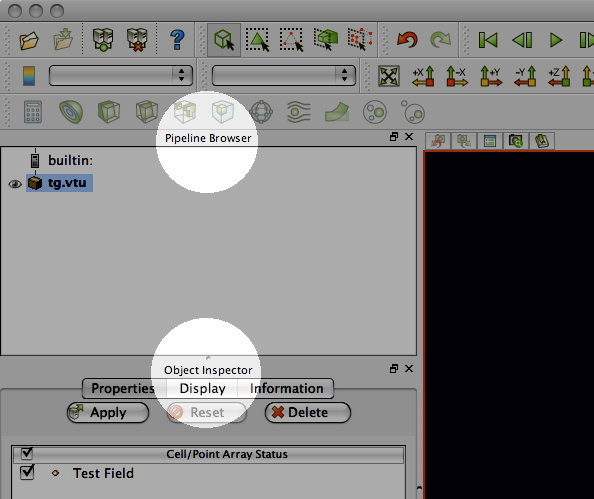 ?
+X
-X
+Y
-Y
+Z
Pipeline Browser
builtin:
tg.vtu
Object Inspector
Properties
Display
Information
Apply
Reset
Delete
Cell/Point Array Status
Test Field